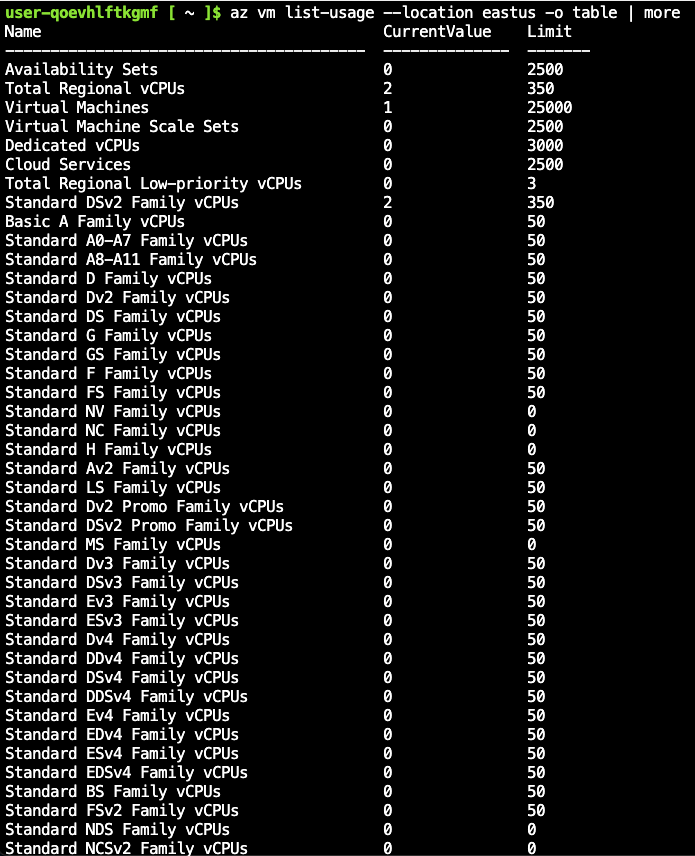 user-qoevhlftkgmf [ ~ ]$ az vm list-usage --location eastus -o table | more
Name CurrentValue Limit
---------------------------------------- -------------- -------
Availability Sets 0 2500
Total Regional vCPUs 2 350
Virtual Machines 1 25000
Virtual Machine Scale Sets 0 2500
Dedicated vCPUs 0 3000
Cloud Services 0 2500
Total Regional Low-priority vCPUs 0 3
Standard DSv2 Family vCPUs 2 350
Basic A Family vCPUs 0 50
Standard A0-A7 Family vCPUs 0 50
Standard A8-A11 Family vCPUs 0 50
Standard D Family vCPUs 0 50
Standard Dv2 Family vCPUs 0 50
Standard DS Family vCPUs 0 50
Standard G Family vCPUs 0 50
Standard GS Family vCPUs 0 50
Standard F Family vCPUs 0 50
Standard FS Family vCPUs 0 50
Standard NV Family vCPUs 0 0
Standard NC Family vCPUs 0 0
Standard H Family vCPUs 0 0
Standard Av2 Family vCPUs 0 50
Standard LS Family vCPUs 0 50
Standard Dv2 Promo Family vCPUs 0 50
Standard DSv2 Promo Family vCPUs 0 50
Standard MS Family vCPUs 0 0
Standard Dv3 Family vCPUs 0 50
Standard DSv3 Family vCPUs 0 50
Standard Ev3 Family vCPUs 0 50
Standard ESv3 Family vCPUs 0 50
Standard Dv4 Family vCPUs 0 50
Standard DDv4 Family vCPUs 0 50
Standard DSv4 Family vCPUs 0 50
Standard DDSv4 Family vCPUs 0 50
Standard Ev4 Family vCPUs 0 50
Standard EDv4 Family vCPUs 0 50
Standard ESv4 Family vCPUs 0 50
Standard EDSv4 Family vCPUs 0 50
Standard BS Family vCPUs 0 50
Standard FSv2 Family vCPUs 0 50
Standard NDS Family vCPUs 0 0
Standard NCSv2 Family vCPUs 0 0